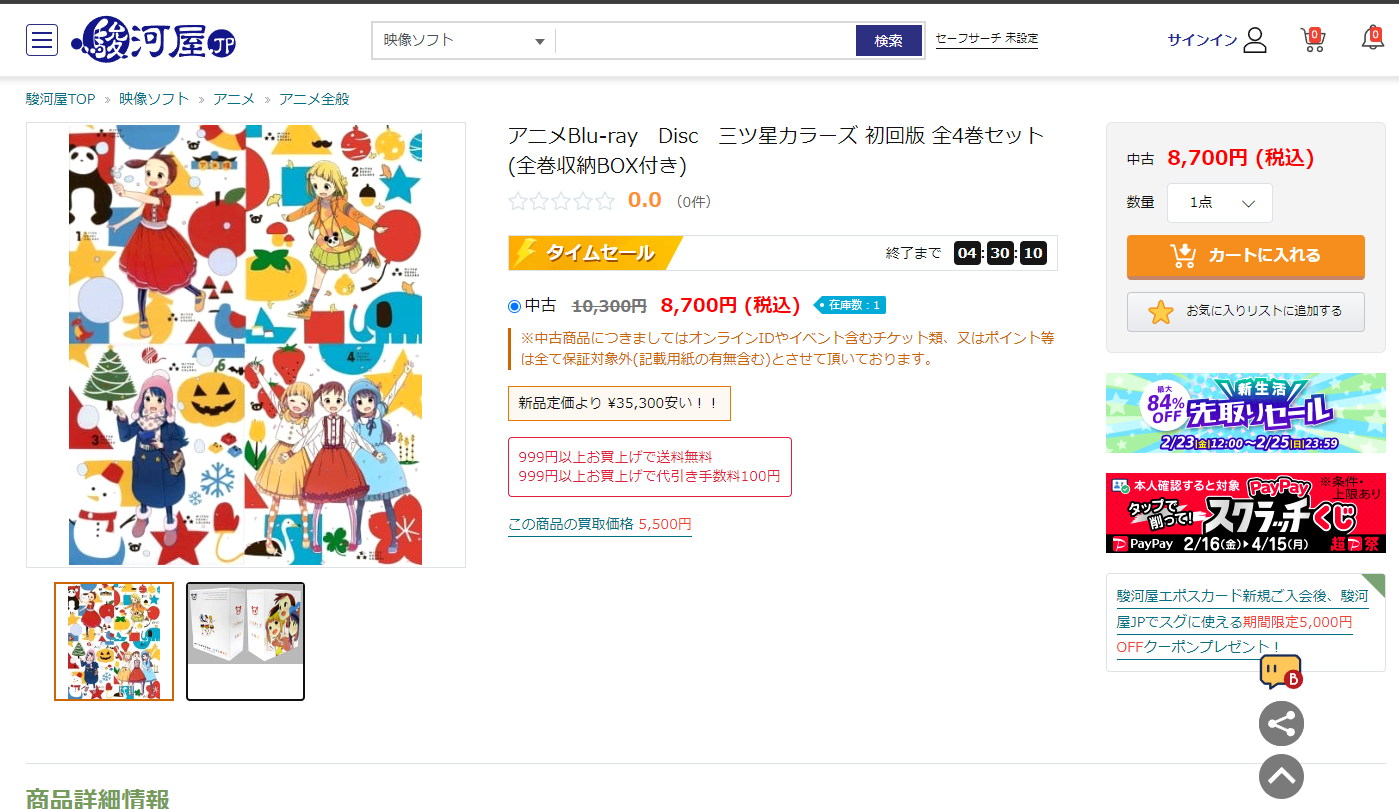 駿河屋JP
映像ソフト
検索
セーフサーチ 未設定
サインイン
0
0
駿河屋TOP » 映像ソフト » アニメ » アニメ全般
1
2
MITSU BOSHI COLORS
3
4
アニメBlu-ray Disc 三ツ星カラーズ 初回版 全4巻セット
(全巻収納BOX付き)
0.0 （0件）
タイムセール
終了まで 04:30:10
中古 10,300円 8,700円 (税込) 在庫数：1
※中古商品につきましてはオンラインIDやイベント含むチケット類、又はポイント等
は全て保証対象外(記載用紙の有無含む)とさせて頂いております。
新品定価より ¥35,300安い！！
999円以上お買上げで送料無料
999円以上お買上げで代引き手数料100円
この商品の買取価格 5,500円
中古 8,700円 (税込)
数量 1点
カートに入れる
お気に入りリストに追加する
最大
84%
OFF
新生活
先取りセール
2/23(金)12:00〜2/25(日)23:59
本人確認すると対象 PayPay ※条件・
上限あり
タップで
削って!
スクラッチくじ
PayPay 2/16(金)▶4/15(月) 超PayPay祭
駿河屋エポスカード新規ご入会後、駿河
屋JPでスグに使える期間限定5,000円
OFFクーポンプレゼント！
B
商品詳細情報